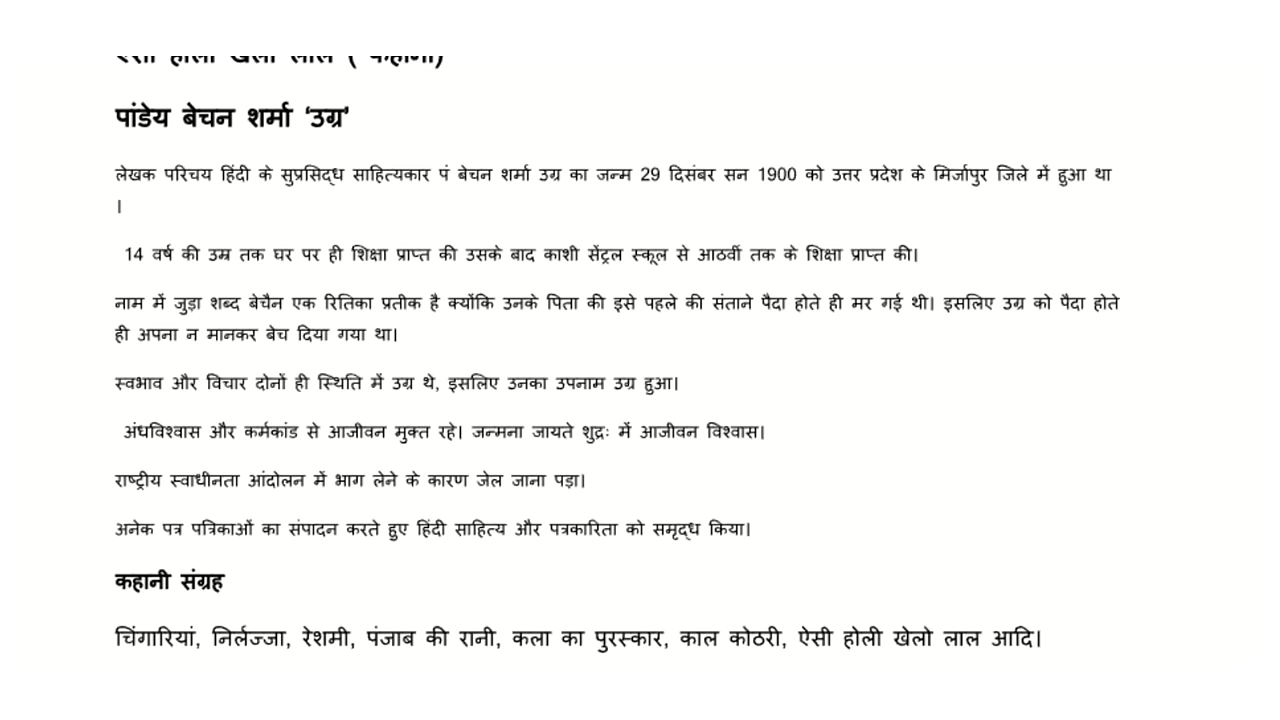 ऐसी होली खेलो लाल ( कहानी)
पांडेय बेचन शर्मा ‘उग्र’
लेखक परिचय हिंदी के सुप्रसिद्ध साहित्यकार पं बेचन शर्मा उग्र का जन्म 29 दिसंबर सन 1900 को उत्तर प्रदेश के मिर्जापुर जिले में हुआ था
।
14 वर्ष की उम्र तक घर पर ही शिक्षा प्राप्त की उसके बाद काशी सेंट्रल स्कूल से आठवीं तक के शिक्षा प्राप्त की।
नाम में जुड़ा शब्द बेचैन एक रितिका प्रतीक है क्योंकि उनके पिता की इसे पहले की संताने पैदा होते ही मर गई थी। इसलिए उग्र को पैदा होते
ही अपना न मानकर बेच दिया गया था।
स्वभाव और विचार दोनों ही स्थिति में उग्र थे, इसलिए उनका उपनाम उग्र हुआ।
अंधविश्वास और कर्मकांड से आजीवन मुक्त रहे। जन्मना जायते शुद्रः में आजीवन विश्वास।
राष्ट्रीय स्वाधीनता आंदोलन में भाग लेने के कारण जेल जाना पड़ा।
अनेक पत्र पत्रिकाओं का संपादन करते हुए हिंदी साहित्य और पत्रकारिता को समृद्ध किया।
कहानी संग्रह
चिंगारियां, निर्लज्जा, रेशमी, पंजाब की रानी, कला का पुरस्कार, काल कोठरी, ऐसी होली खेलो लाल आदि।